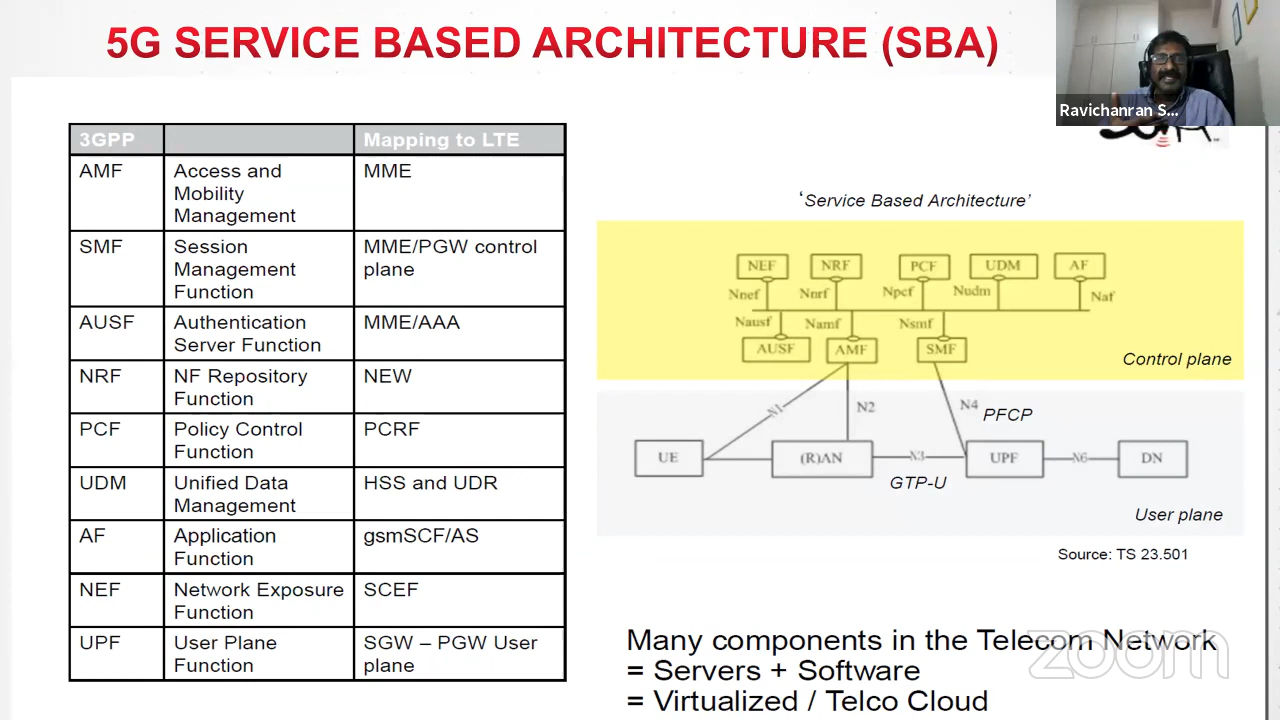 5G SERVICE BASED ARCHITECTURE (SBA)
Ravichanran S...
3GPP
Mapping to LTE
AMF
Access and
Mobility
Management
MME
SMF
Session
Management
Function
MME/PGW control
plane
AUSF
Authentication
Server Function
MME/AAA
NRF
NF Repository
Function
NEW
PCF
Policy Control
Function
PCRF
UDM
Unified Data
Management
HSS and UDR
AF
Application
Function
gsmSCF/AS
NEF
Network Exposure
Function
SCEF
UPF
User Plane
Function
SGW – PGW User
plane
‘Service Based Architecture’
NEF NRF PCF UDM AF
Nnef Nnrf Npcf Nudm Naf
Nausf Namf Nsmf
AUSF AMF SMF
Control plane
N1 N2 N4 PFCP
UE (R)AN N3 UPF N6 DN
GTP-U
User plane
Source: TS 23.501
Many components in the Telecom Network
= Servers + Software
= Virtualized / Telco Cloud
zoom